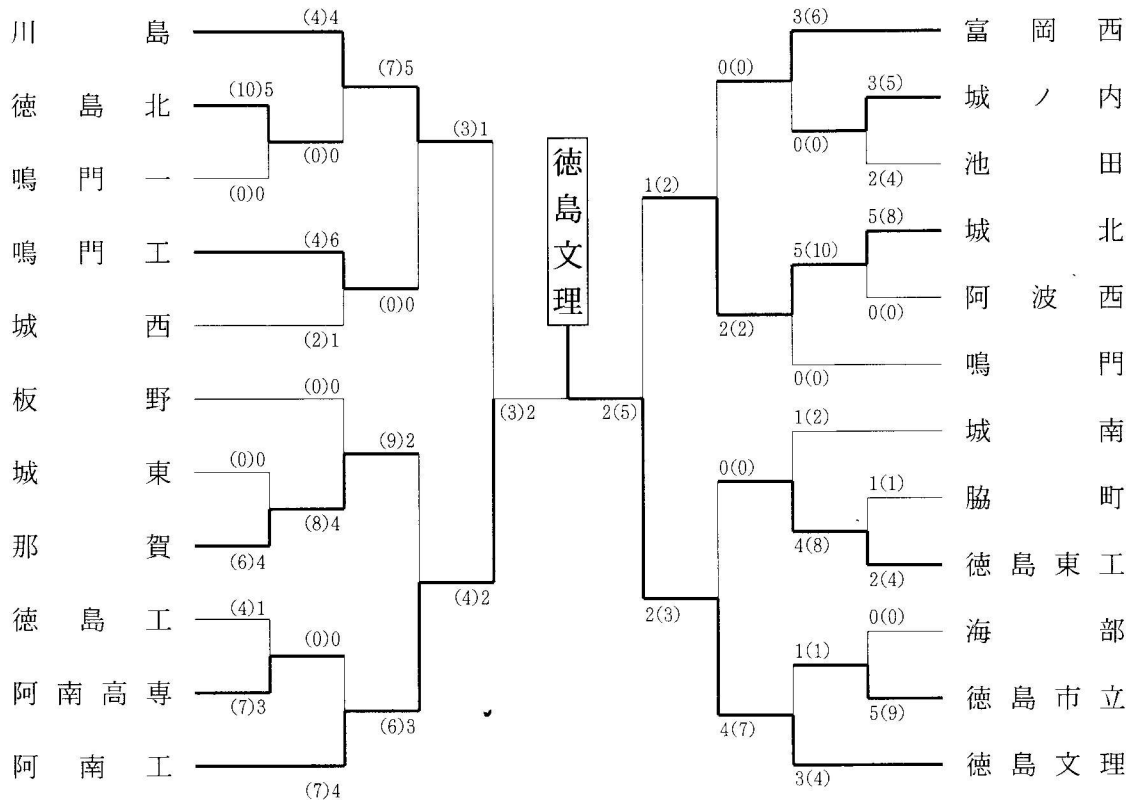 川島
(4)4
(7)5
徳島北
(10)5
(3)1
(0)0
鳴門一
(0)0
鳴門工
(4)6
(0)0
城西
(2)1
板野
(0)0
(3)2
(9)2
城東
(0)0
(8)4
那賀
(6)4
(4)2
徳島工
(4)1
(0)0
阿南高専
(7)3
(6)3
阿南工
(7)4
徳島文理
3(6)
富岡西
0(0)
3(5)
城ノ内
0(0)
池田
2(4)
1(2)
5(8)
城北
5(10)
阿波西
0(0)
2(2)
鳴門
0(0)
2(5)
1(2)
城南
0(0)
1(1)
脇町
4(8)
徳島東工
2(4)
2(3)
0(0)
海部
1(1)
徳島市立
5(9)
4(7)
徳島文理
3(4)